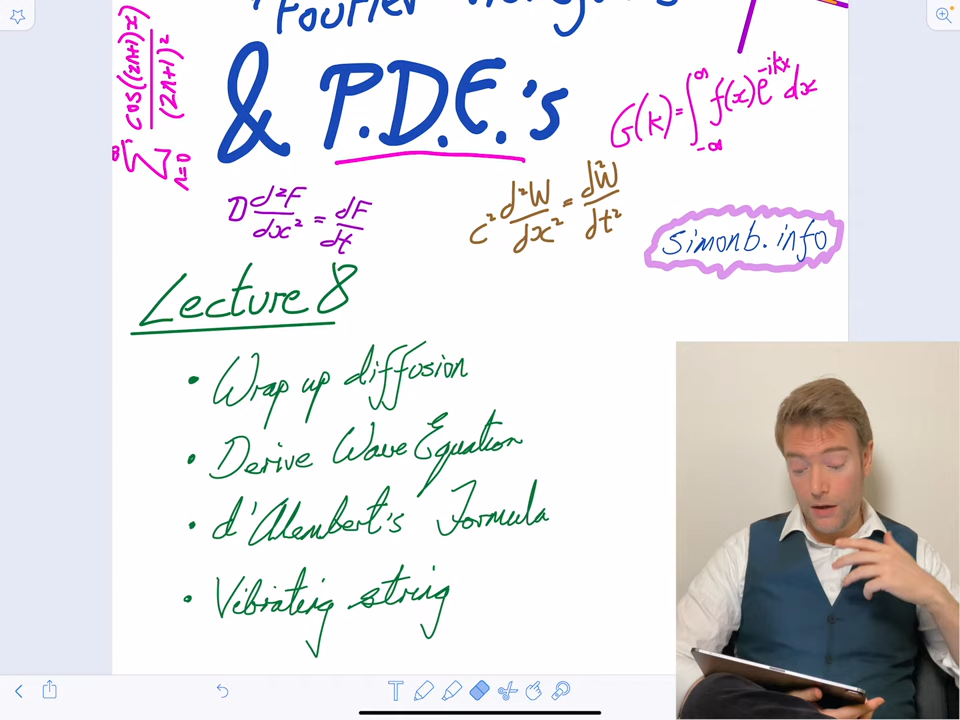 Fourier
& P.D.E.'s
∑_{n=0}^{∞} cos((2n+1)x)/(2n+1)²
G(k)=∫_{-∞}^{∞} f(x)e^{-ikx}dx
D d²F/dx² = dF/dt
c² d²W/dx² = d²W/dt²
simonb.info
Lecture 8
• Wrap up diffusion
• Derive Wave Equation
• d'Alembert's Formula
• Vibrating string
T